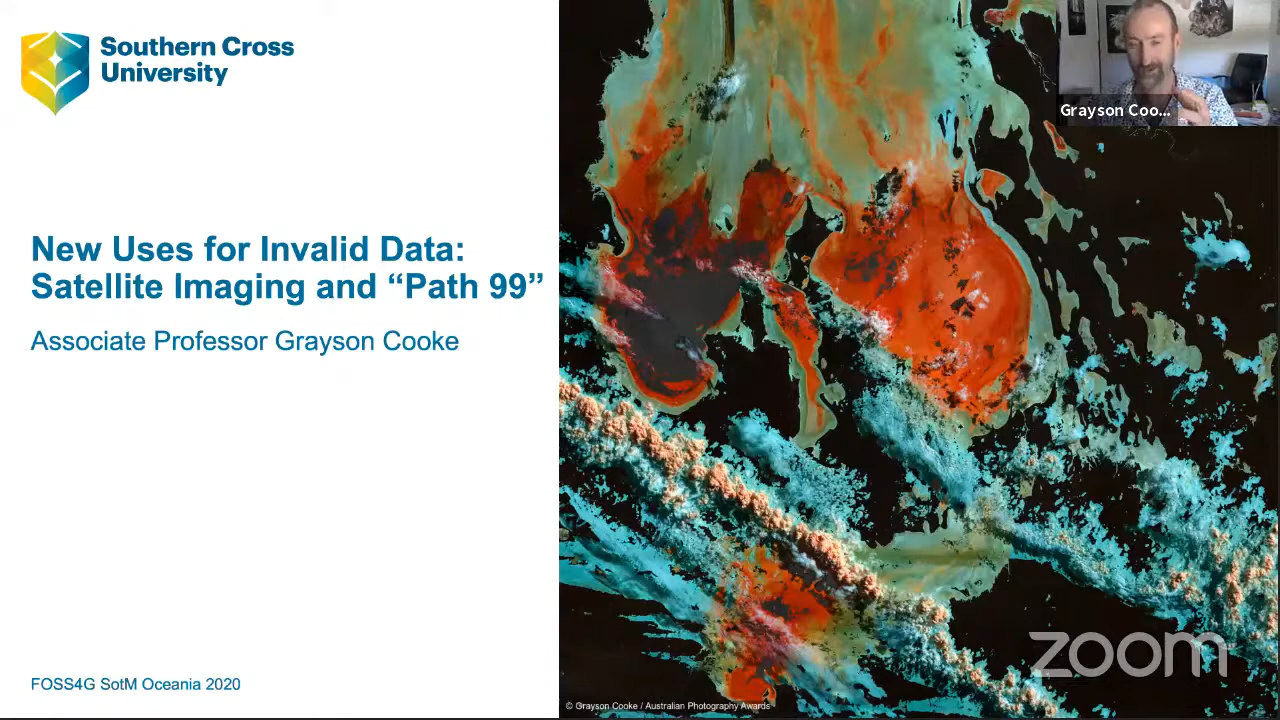 Southern Cross
University
Grayson Coo...
New Uses for Invalid Data:
Satellite Imaging and “Path 99”
Associate Professor Grayson Cooke
zoom
FOSS4G SotM Oceania 2020
© Grayson Cooke / Australian Photography Awards